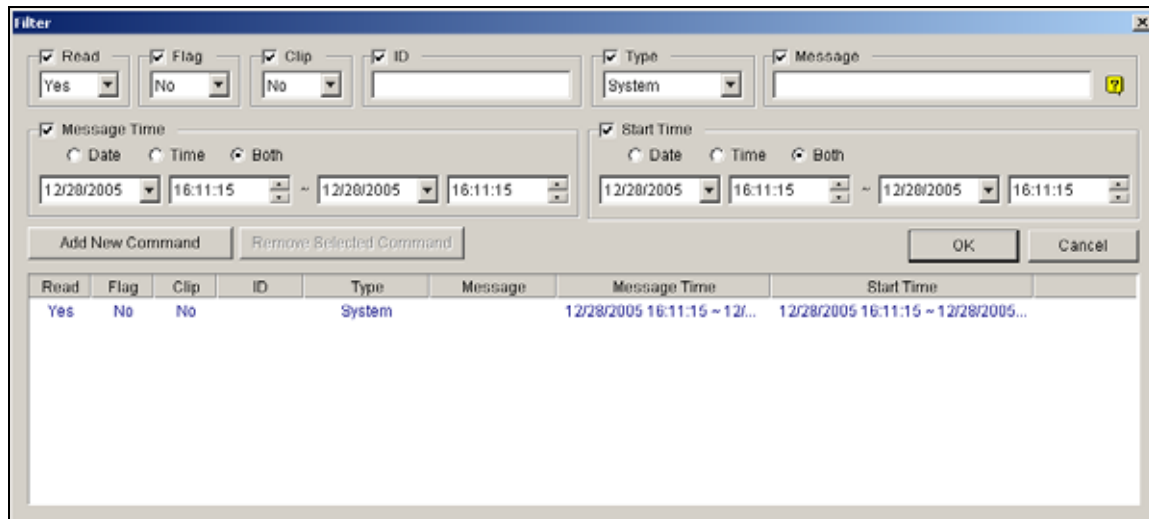 Filter
Read Flag Clip ID Type Message
Yes No No System
Message Time Start Time
Date Time Both Date Time Both
12/28/2005 16:11:15 ~ 12/28/2005 16:11:15 12/28/2005 16:11:15 ~ 12/28/2005 16:11:15
Add New Command Remove Selected Command OK Cancel
Read Flag Clip ID Type Message Message Time Start Time
Yes No No System 12/28/2005 16:11:15 ~ 12/... 12/28/2005 16:11:15 ~ 12/28/2005...